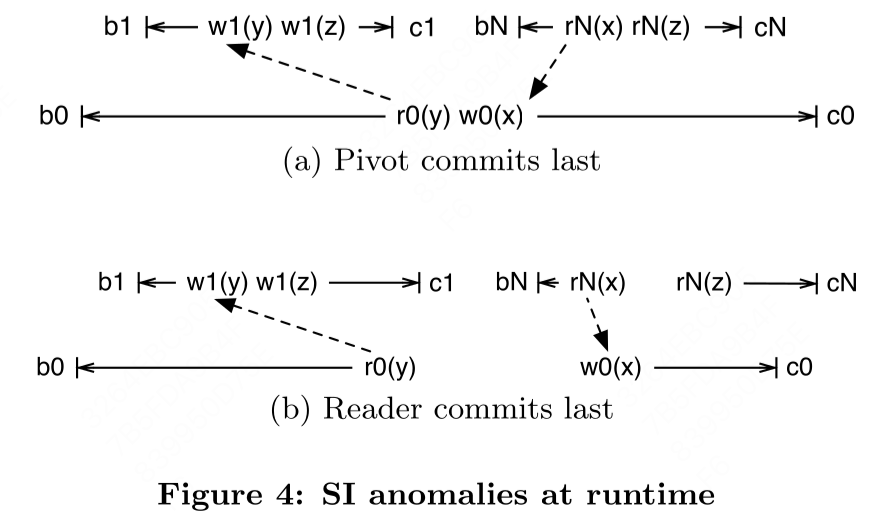 b1 w1(y) w1(z) c1 bN rN(x) rN(z) cN
b0 r0(y) w0(x) c0
(a) Pivot commits last
b1 w1(y) w1(z) c1 bN rN(x) rN(z) cN
b0 r0(y) w0(x) c0
(b) Reader commits last
Figure 4: SI anomalies at runtime